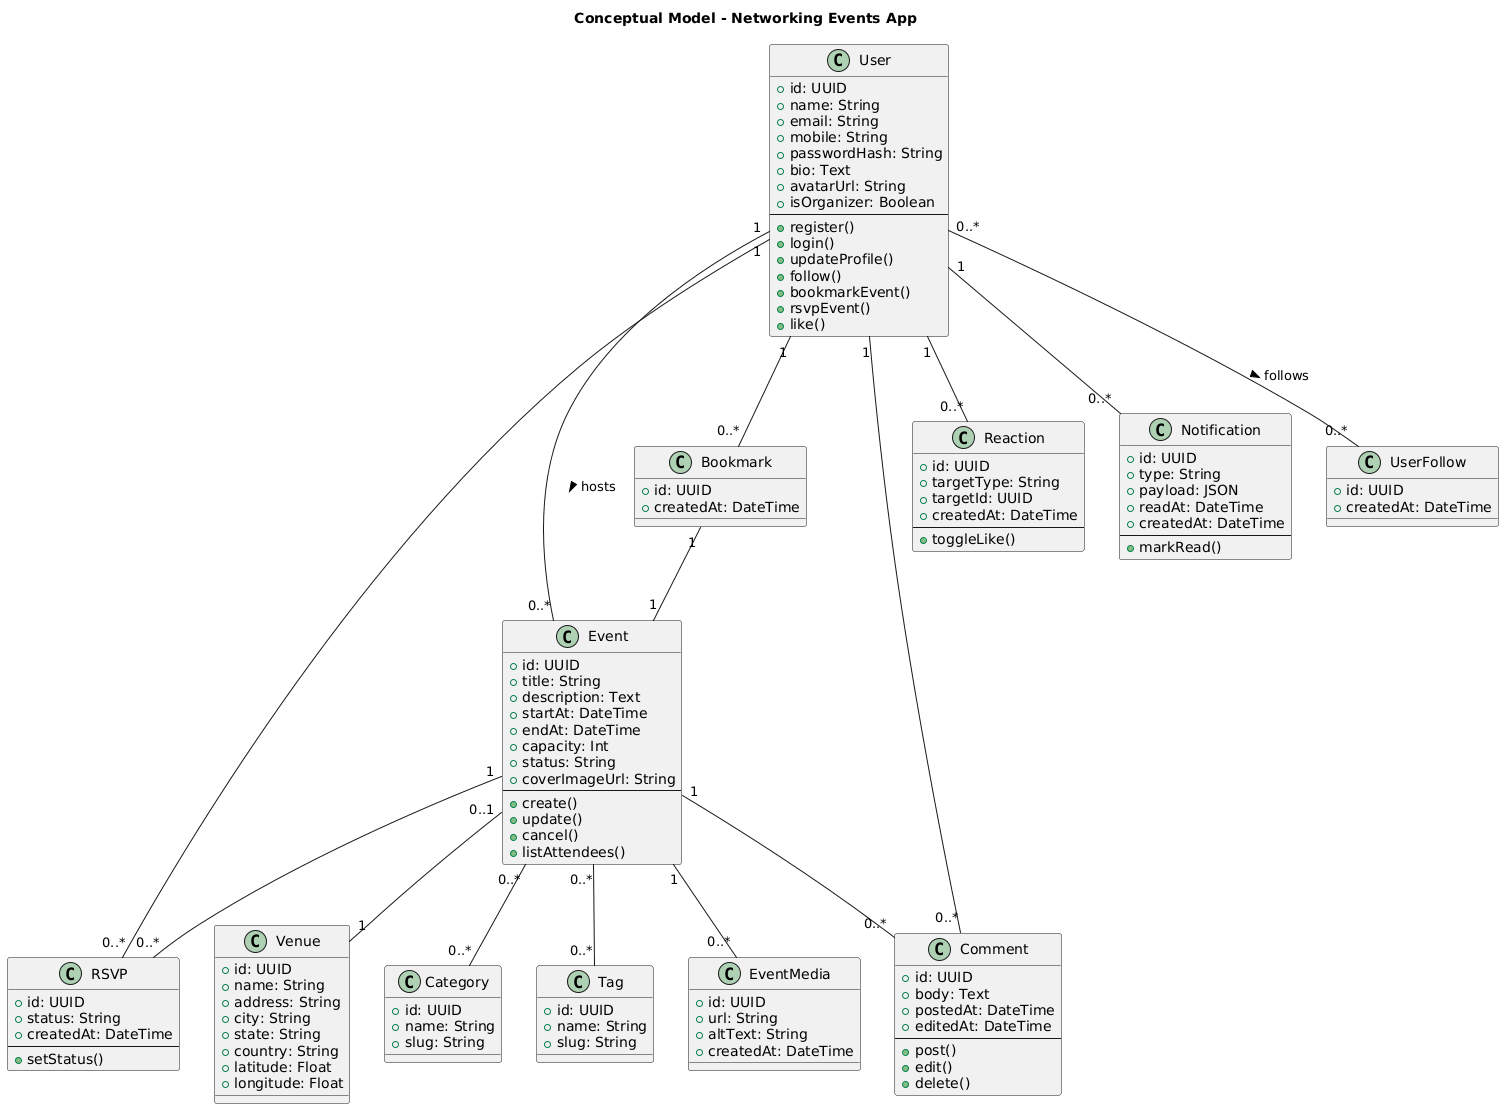 Conceptual Model - Networking Events App
C User
id: UUID
name: String
email: String
mobile: String
passwordHash: String
bio: Text
avatarUrl: String
isOrganizer: Boolean
register()
login()
updateProfile()
follow()
bookmarkEvent()
rsvpEvent()
like()
1
1
0..*
1
1
1
1
follows
hosts
0..*
0..*
0..*
0..*
C Bookmark
id: UUID
createdAt: DateTime
C Reaction
id: UUID
targetType: String
targetId: UUID
createdAt: DateTime
toggleLike()
C Notification
id: UUID
type: String
payload: JSON
readAt: DateTime
createdAt: DateTime
markRead()
C UserFollow
id: UUID
createdAt: DateTime
1
1
0..*
C Event
id: UUID
title: String
description: Text
startAt: DateTime
endAt: DateTime
capacity: Int
status: String
coverImageUrl: String
create()
update()
cancel()
listAttendees()
1
0..1
1
0..*
0..*
1
0..*
0..*
1
0..*
0..*
0..*
0..*
0..*
C RSVP
id: UUID
status: String
createdAt: DateTime
setStatus()
C Venue
id: UUID
name: String
address: String
city: String
state: String
country: String
latitude: Float
longitude: Float
C Category
id: UUID
name: String
slug: String
C Tag
id: UUID
name: String
slug: String
C EventMedia
id: UUID
url: String
altText: String
createdAt: DateTime
C Comment
id: UUID
body: Text
postedAt: DateTime
editedAt: DateTime
post()
edit()
delete()